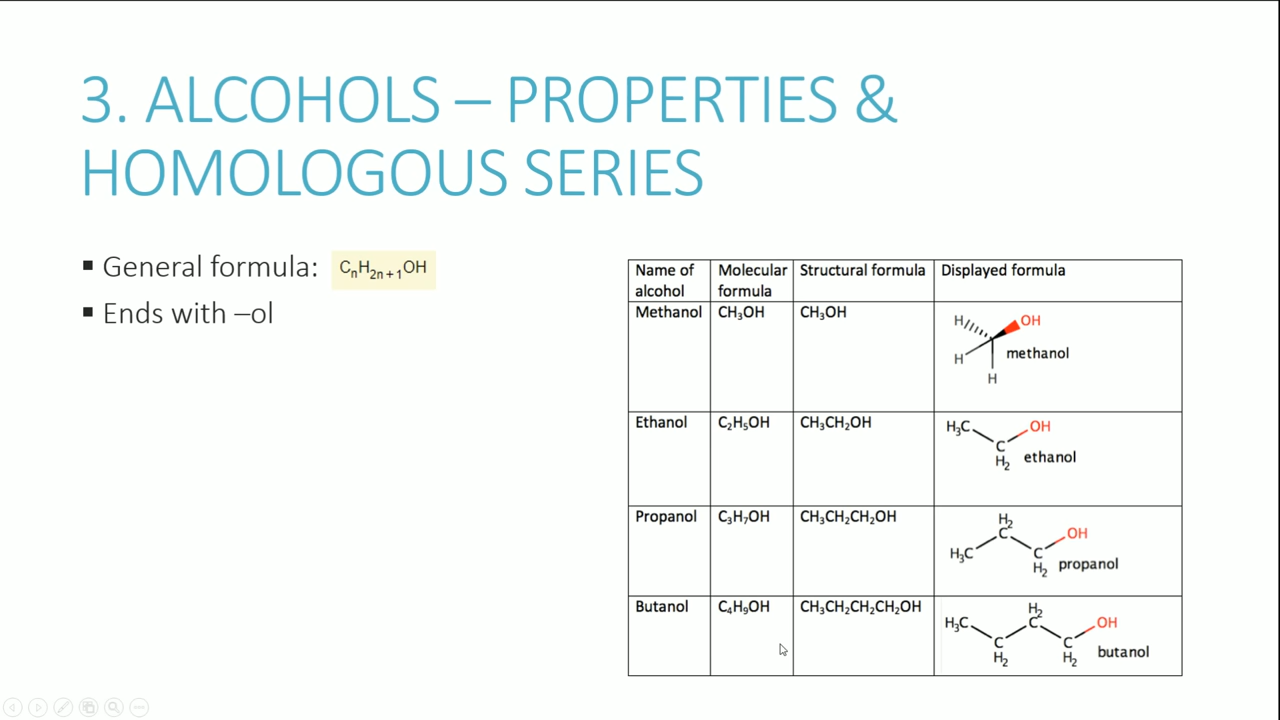 3. ALCOHOLS – PROPERTIES &
HOMOLOGOUS SERIES
▪ General formula: CₙH₂ₙ₊₁OH
▪ Ends with –ol
Name of alcohol | Molecular formula | Structural formula | Displayed formula
Methanol | CH₃OH | CH₃OH | H OH H H methanol
Ethanol | C₂H₅OH | CH₃CH₂OH | H₃C OH C H₂ ethanol
Propanol | C₃H₇OH | CH₃CH₂CH₂OH | H₂ C OH H₃C C H₂ propanol
Butanol | C₄H₉OH | CH₃CH₂CH₂CH₂OH | H₂ H₃C C OH C C H₂ H₂ butanol